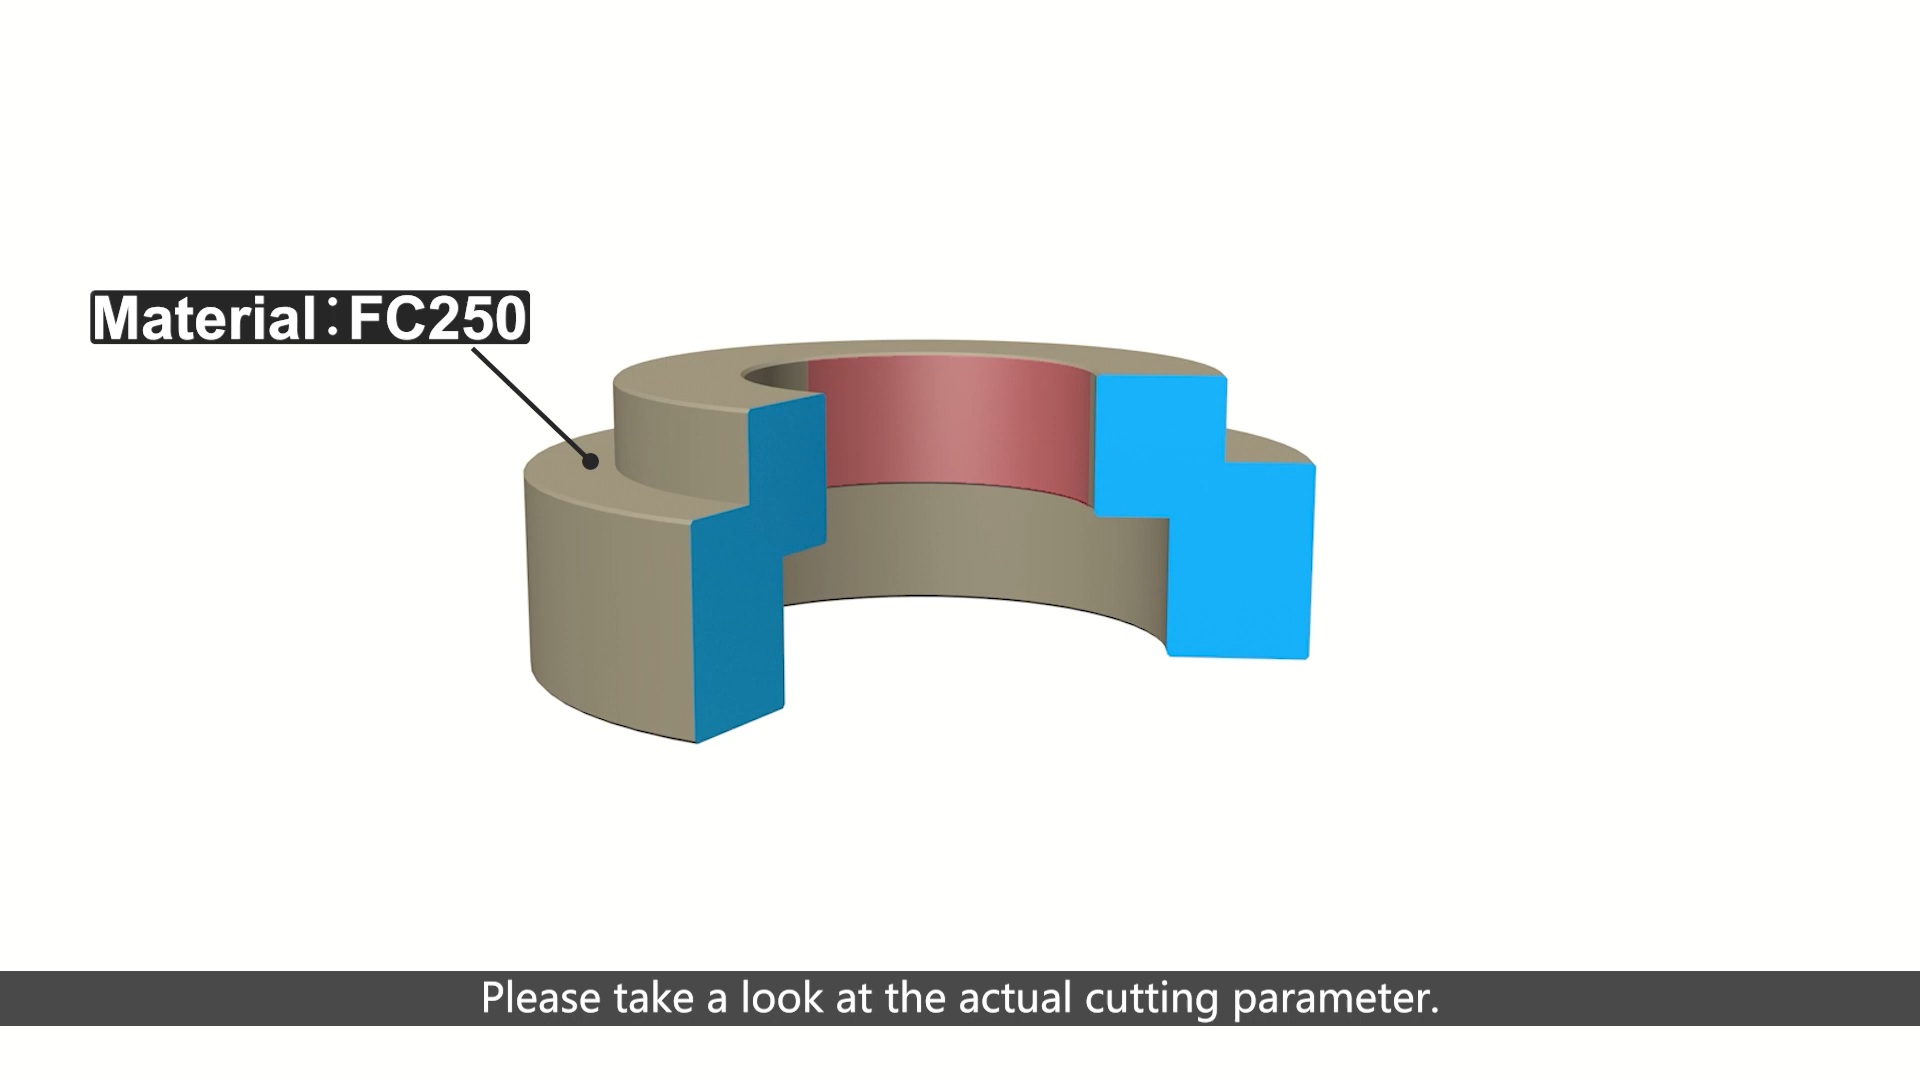 Material：FC250
Please take a look at the actual cutting parameter.